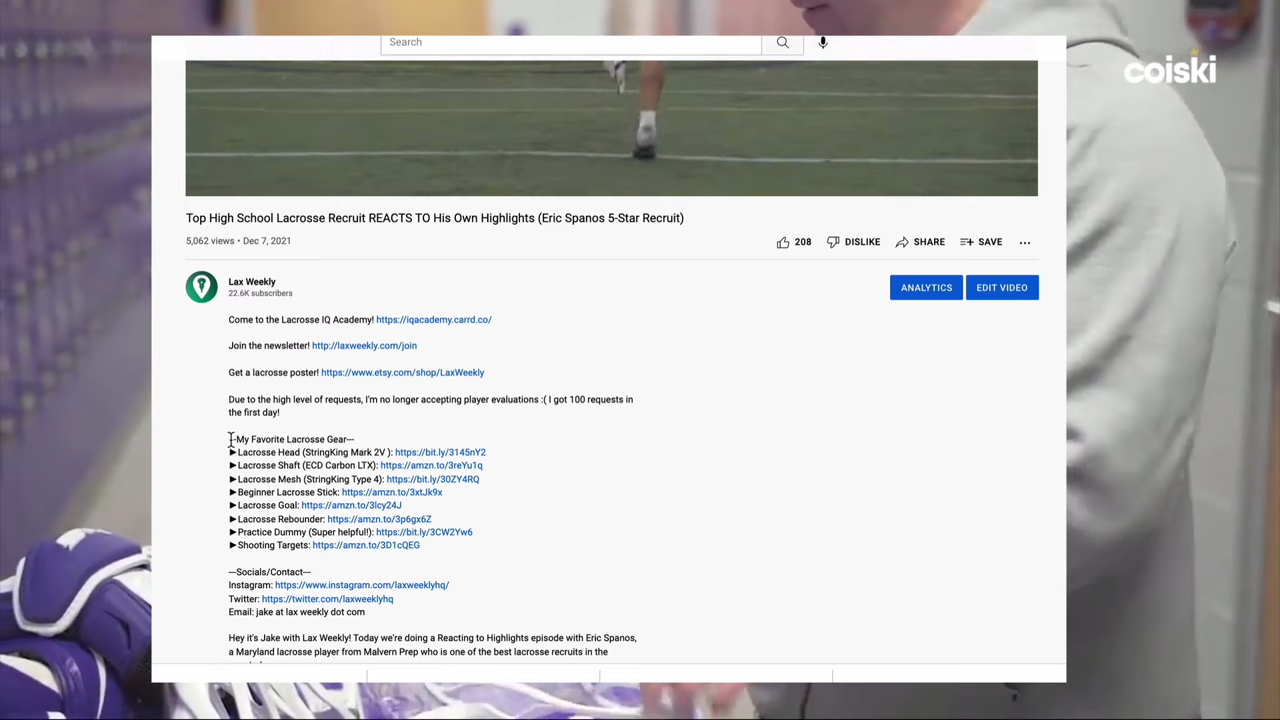 Search
coiski
Top High School Lacrosse Recruit REACTS TO His Own Highlights (Eric Spanos 5-Star Recruit)
5,062 views • Dec 7, 2021
208 DISLIKE SHARE SAVE ...
Lax Weekly
22.6K subscribers
ANALYTICS EDIT VIDEO
Come to the Lacrosse IQ Academy! https://iqacademy.carrd.co/
Join the newsletter! http://laxweekly.com/join
Get a lacrosse poster! https://www.etsy.com/shop/LaxWeekly
Due to the high level of requests, I'm no longer accepting player evaluations :( I got 100 requests in
the first day!
--My Favorite Lacrosse Gear---
►Lacrosse Head (StringKing Mark 2V ): https://bit.ly/3145nY2
►Lacrosse Shaft (ECD Carbon LTX): https://amzn.to/3reYu1q
►Lacrosse Mesh (StringKing Type 4): https://bit.ly/30ZY4RQ
►Beginner Lacrosse Stick: https://amzn.to/3xtJk9x
►Lacrosse Goal: https://amzn.to/3lcy24J
►Lacrosse Rebounder: https://amzn.to/3p6gx6Z
►Practice Dummy (Super helpful!): https://bit.ly/3CW2Yw6
►Shooting Targets: https://amzn.to/3D1cQEG
---Socials/Contact---
Instagram: https://www.instagram.com/laxweeklyhq/
Twitter: https://twitter.com/laxweeklyhq
Email: jake at lax weekly dot com
Hey it's Jake with Lax Weekly! Today we're doing a Reacting to Highlights episode with Eric Spanos,
a Maryland lacrosse player from Malvern Prep who is one of the best lacrosse recruits in the